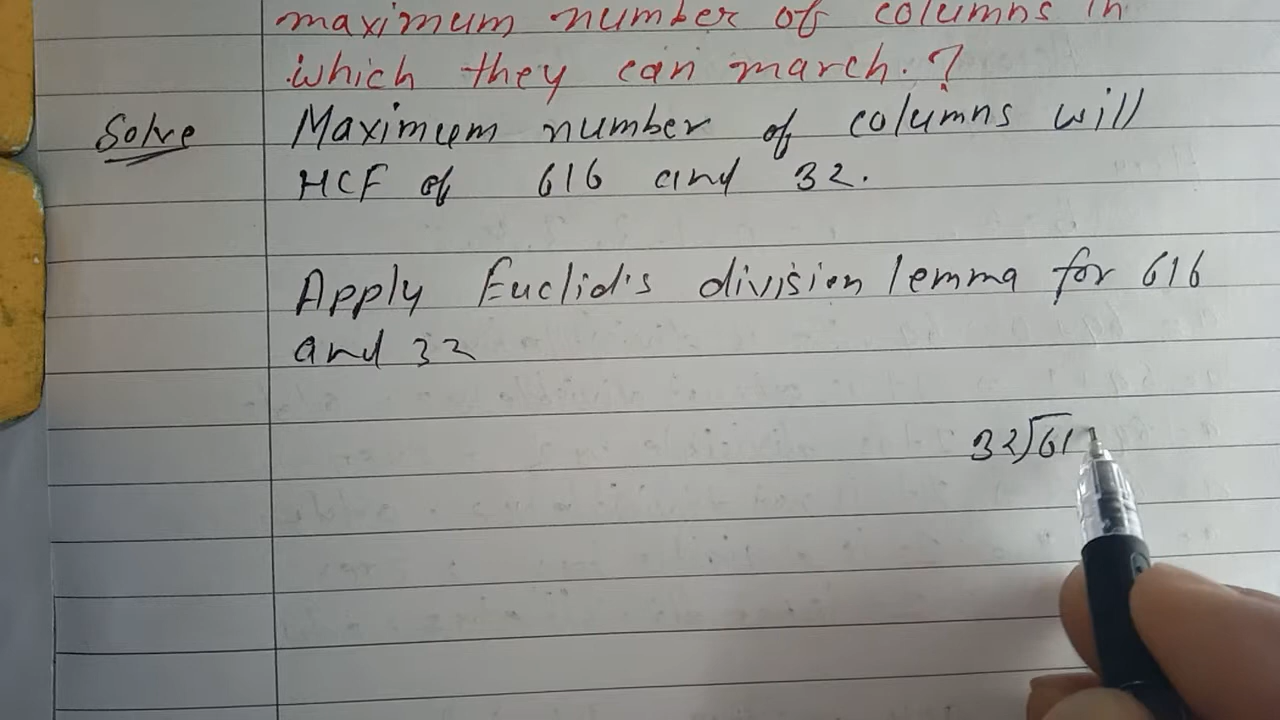 maximum number of columns in
which they can march.?
Solve
Maximum number of columns will
HCF of 616 and 32.
Apply Euclid's division lemma for 616
and 32
32)61